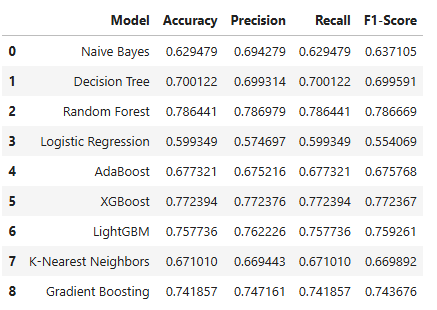 Model Accuracy Precision Recall F1-Score
0 Naive Bayes 0.629479 0.694279 0.629479 0.637105
1 Decision Tree 0.700122 0.699314 0.700122 0.699591
2 Random Forest 0.786441 0.786979 0.786441 0.786669
3 Logistic Regression 0.599349 0.574697 0.599349 0.554069
4 AdaBoost 0.677321 0.675216 0.677321 0.675768
5 XGBoost 0.772394 0.772376 0.772394 0.772367
6 LightGBM 0.757736 0.762226 0.757736 0.759261
7 K-Nearest Neighbors 0.671010 0.669443 0.671010 0.669892
8 Gradient Boosting 0.741857 0.747161 0.741857 0.743676